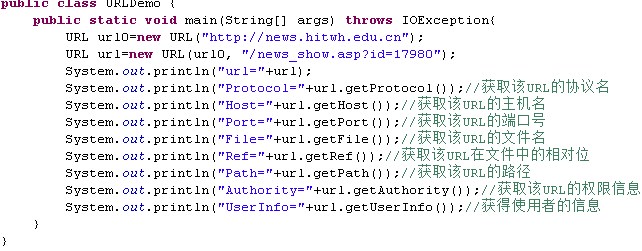 public class URLDemo {
public static void main(String[] args) throws IOException{
URL url0=new URL("http://news.hitwh.edu.cn");
URL url=new URL(url0, "/news_show.asp?id=17980");
System.out.println("url="+url);
System.out.println("Protocol="+url.getProtocol());//获取该URL的协议名
System.out.println("Host="+url.getHost());//获取该URL的主机名
System.out.println("Port="+url.getPort());//获取该URL的端口号
System.out.println("File="+url.getFile());//获取该URL的文件名
System.out.println("Ref="+url.getRef());//获取该URL在文件中的相对位
System.out.println("Path="+url.getPath());//获取该URL的路径
System.out.println("Authority="+url.getAuthority());//获取该URL的权限信息
System.out.println("UserInfo="+url.getUserInfo());//获得使用者的信息
}
}